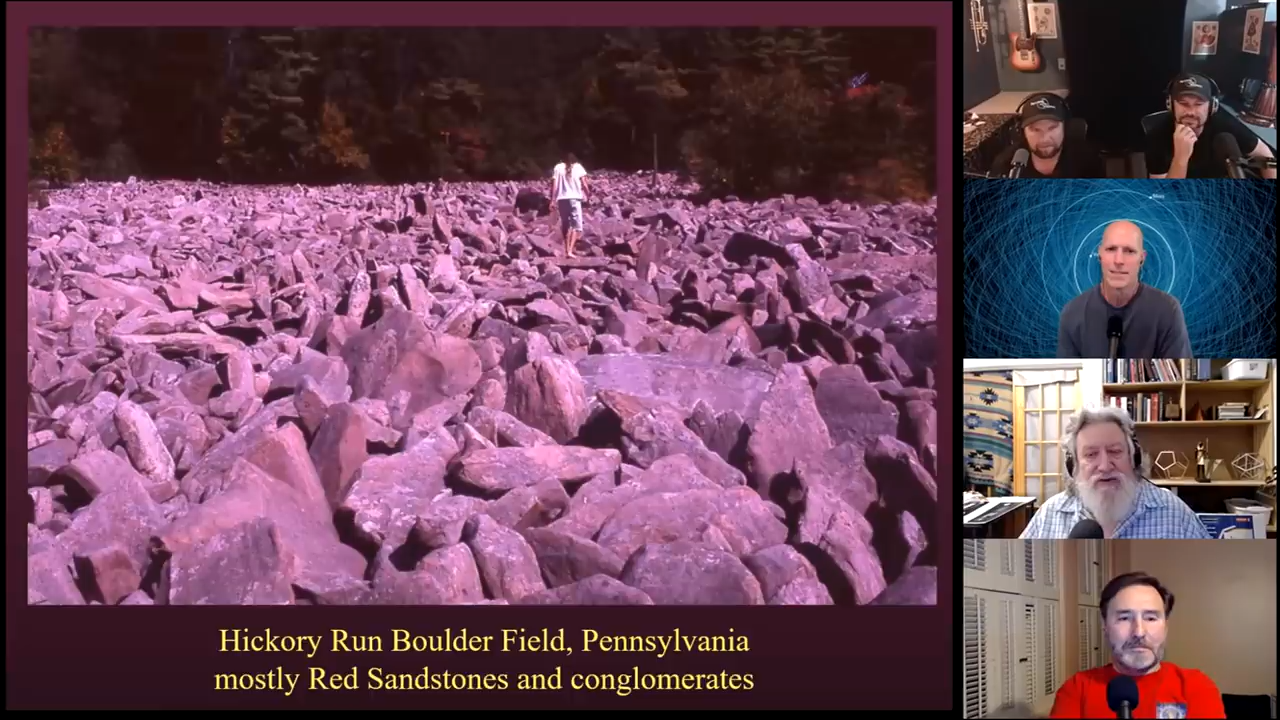 Hickory Run Boulder Field, Pennsylvania
mostly Red Sandstones and conglomerates